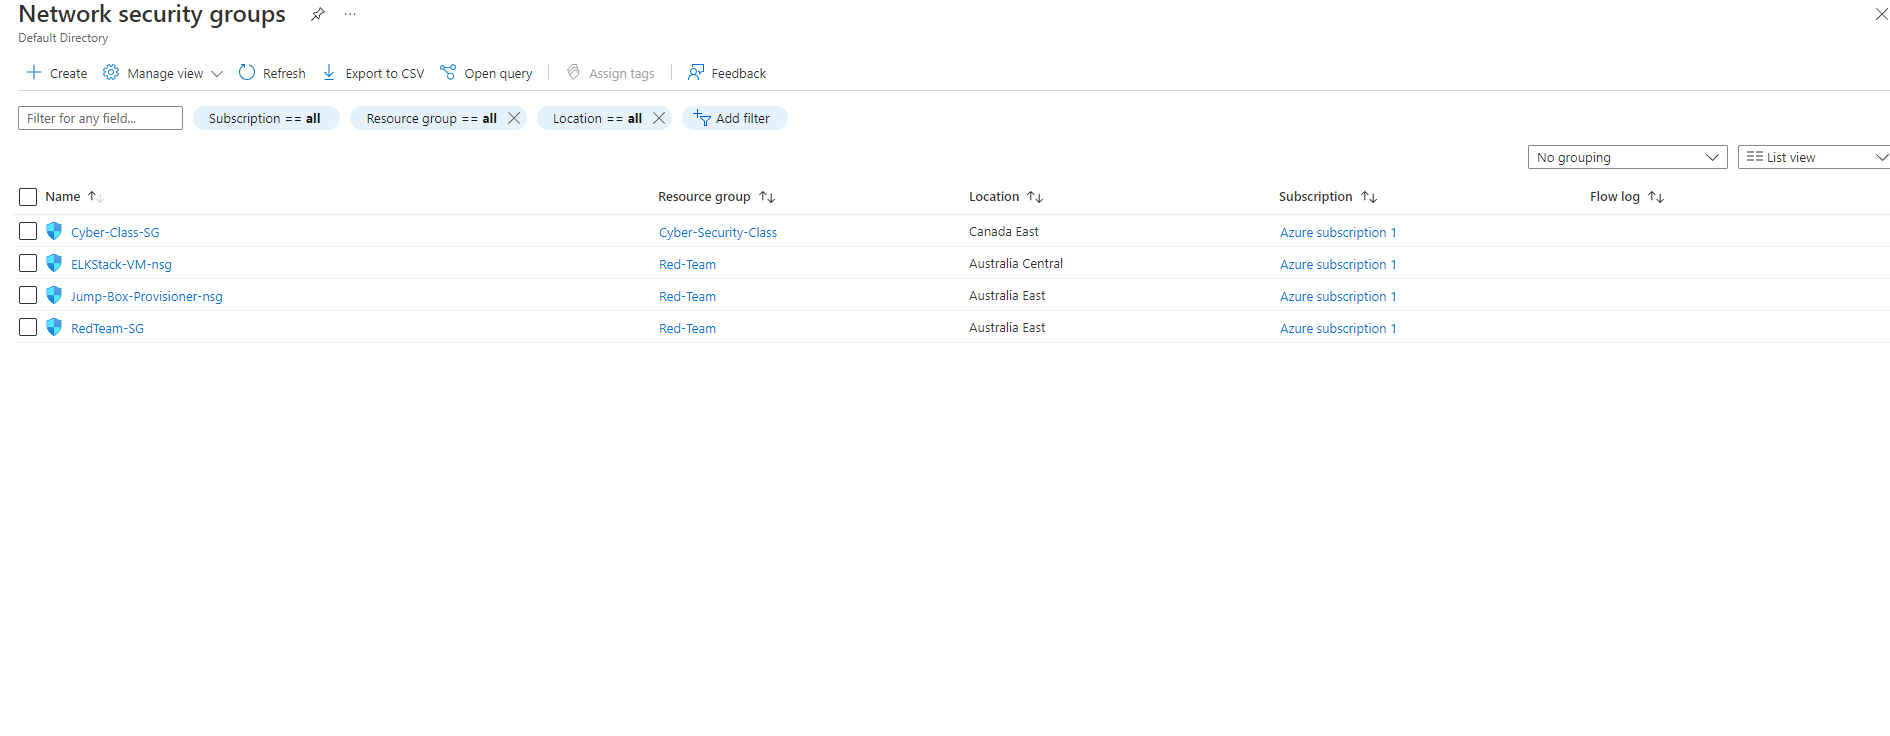 Network security groups
Default Directory
Create Manage view Refresh Export to CSV Open query Assign tags Feedback
Filter for any field... Subscription == all Resource group == all Location == all Add filter
No grouping List view
Name Resource group Location Subscription Flow log
Cyber-Class-SG Cyber-Security-Class Canada East Azure subscription 1
ELKStack-VM-nsg Red-Team Australia Central Azure subscription 1
Jump-Box-Provisioner-nsg Red-Team Australia East Azure subscription 1
RedTeam-SG Red-Team Australia East Azure subscription 1